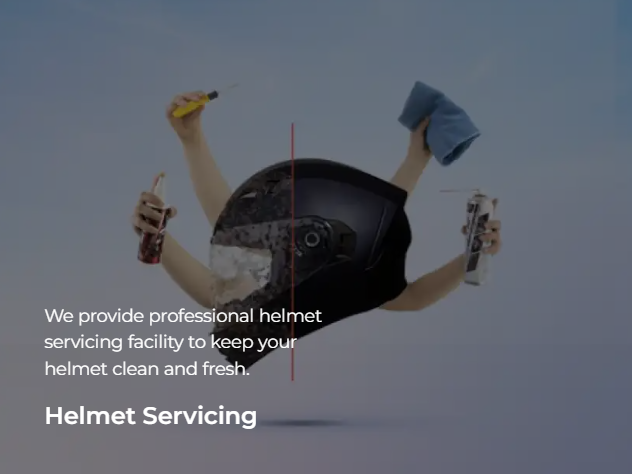 We provide professional helmet
servicing facility to keep your
helmet clean and fresh.
Helmet Servicing